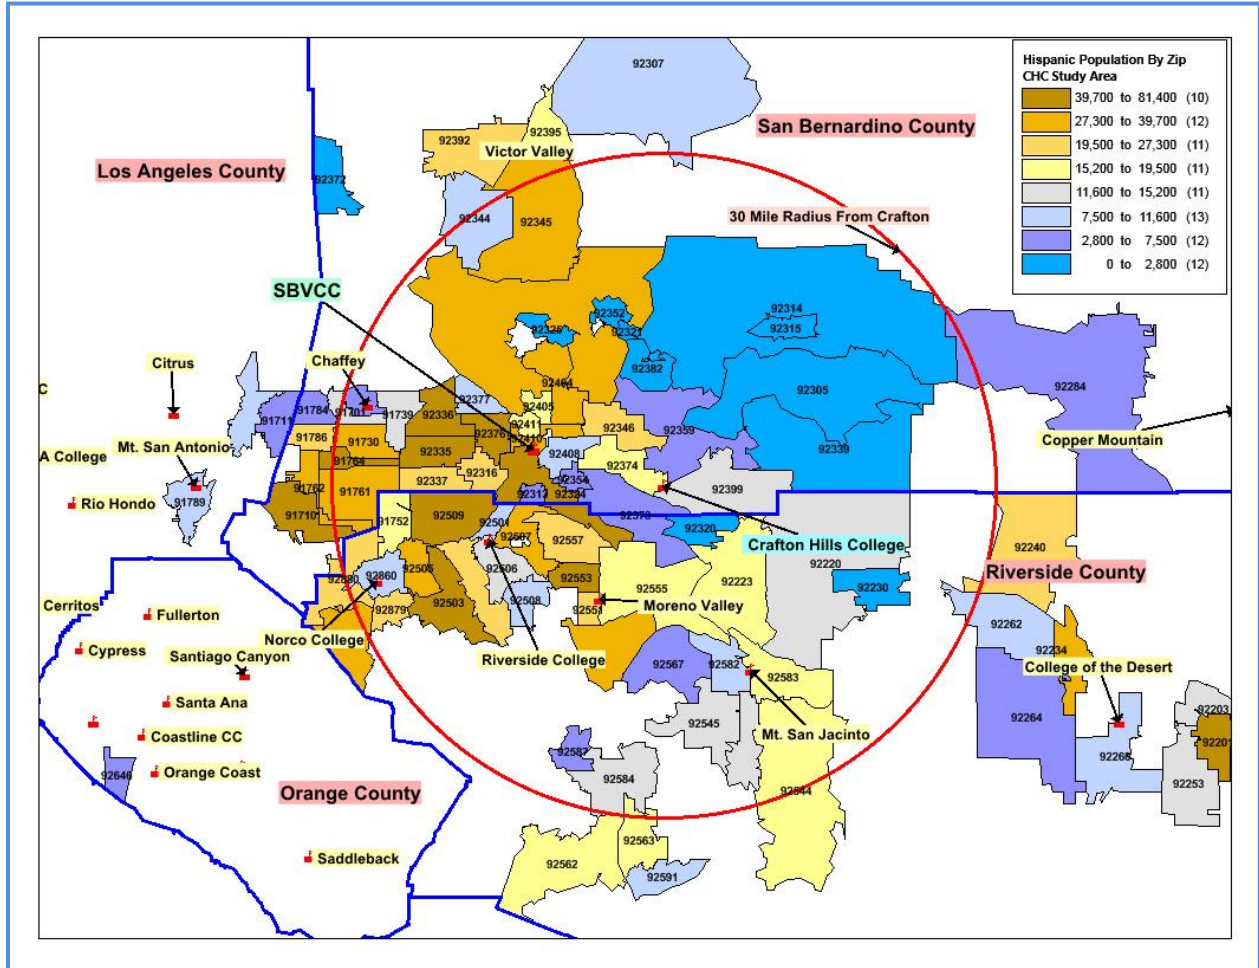 92307
Hispanic Population By Zip
CHC Study Area
39,700 to 81,400 (10)
27,300 to 39,700 (12)
19,500 to 27,300 (11)
15,200 to 19,500 (11)
11,600 to 15,200 (11)
7,500 to 11,600 (13)
2,800 to 7,500 (12)
0 to 2,800 (12)
San Bernardino County
92395
92392
Victor Valley
Los Angeles County
92372
92344
92345
30 Mile Radius From Crafton
SBVCC
92314
92352
92315
92325
92321
Citrus
Chaffey
92382
92305
92284
C
92377
92405
91784
91701
91739
92336
91711
92411
92346
92359
Copper Mountain
91786
91730
92376
92410
92339
A College
Mt. San Antonio
92335
92408
91764
92374
92316
92354
92399
91762
91761
92337
92324
Rio Hondo
91789
92313
91710
92509
92373
91752
92501
92320
92507
92557
Crafton Hills College
92240
92506
92220
92860
92505
92880
92553
92555
92223
Riverside County
92230
92503
92508
Cerritos
Fullerton
92879
92551
Moreno Valley
92262
Norco College
Cypress
Santiago Canyon
Riverside College
92567
92582
92234
College of the Desert
92583
Santa Ana
92264
92203
92545
Coastline CC
Mt. San Jacinto
92201
92587
92646
Orange Coast
92584
92253
Orange County
92544
92563
Saddleback
92562
92591